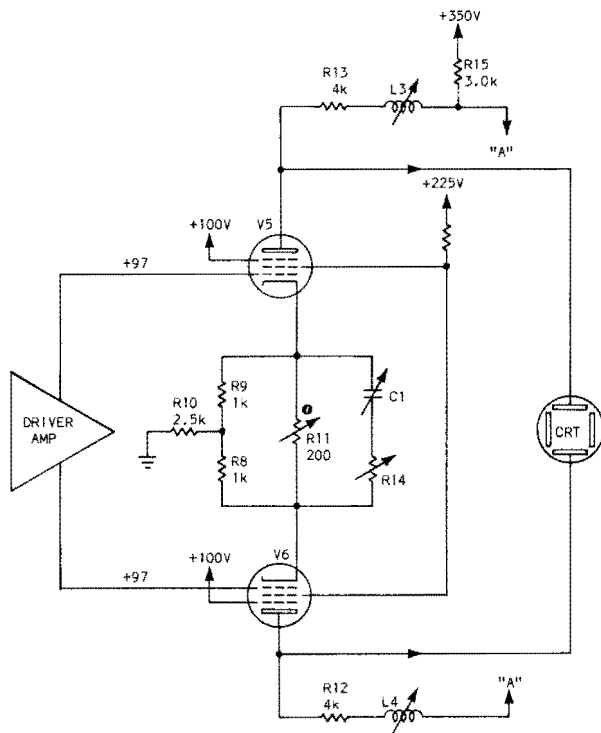 +350V
R13
4k
L3
R15
3.0k
"A"
+225V
+100V
V5
+97
R10
2.5k
R9
1k
R8
1k
R11
200
C1
R14
DRIVER
AMP
CRT
+100V
V6
+97
R12
4k
L4
"A"